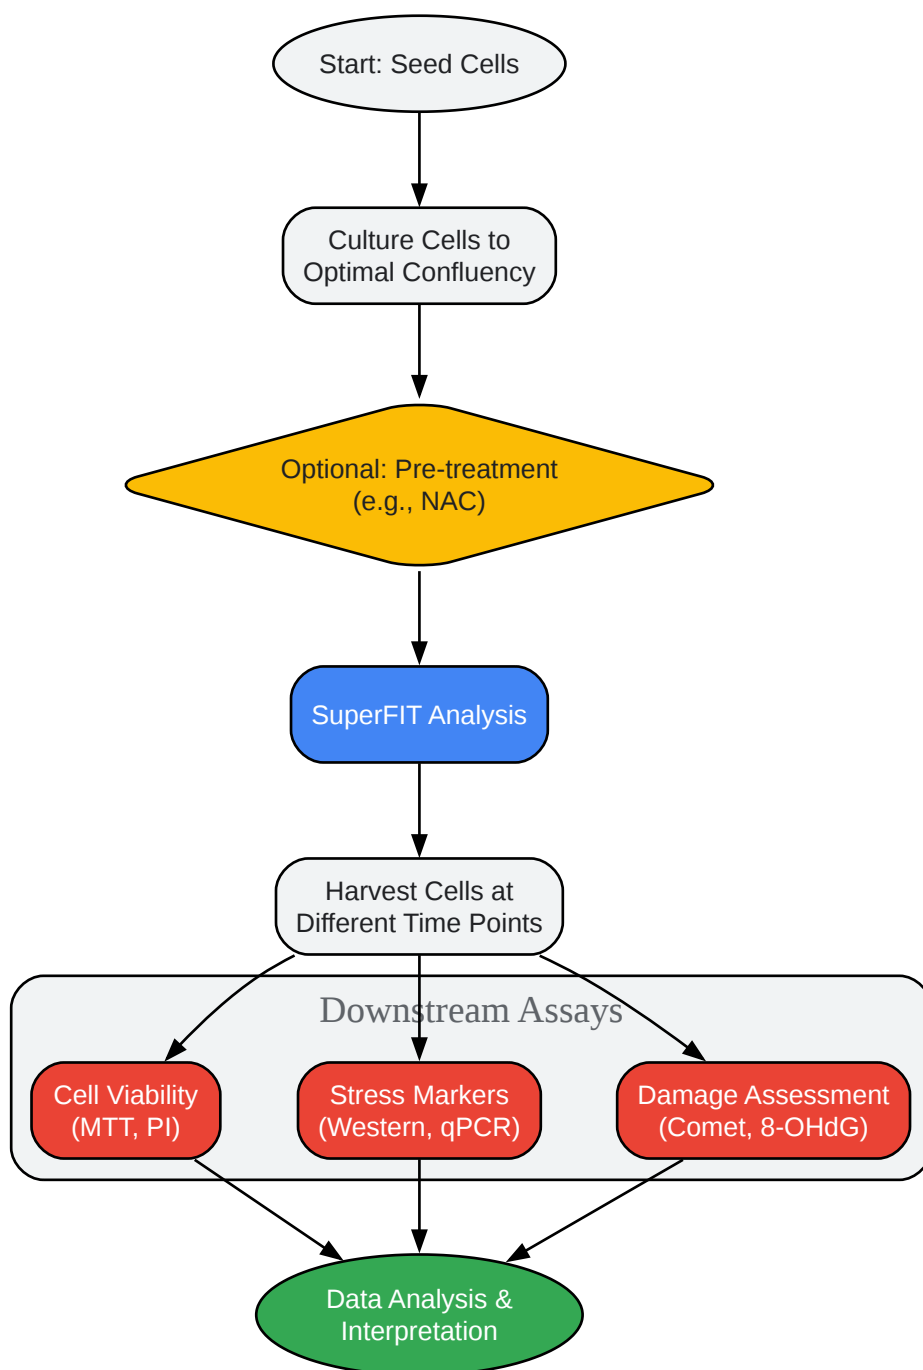 Start: Seed Cells
Culture Cells to
Optimal Confluency
Optional: Pre-treatment
(e.g., NAC)
SuperFIT Analysis
Harvest Cells at
Different Time Points
Downstream Assays
Cell Viability
(MTT, PI)
Stress Markers
(Western, qPCR)
Damage Assessment
(Comet, 8-OHdG)
Data Analysis &
Interpretation